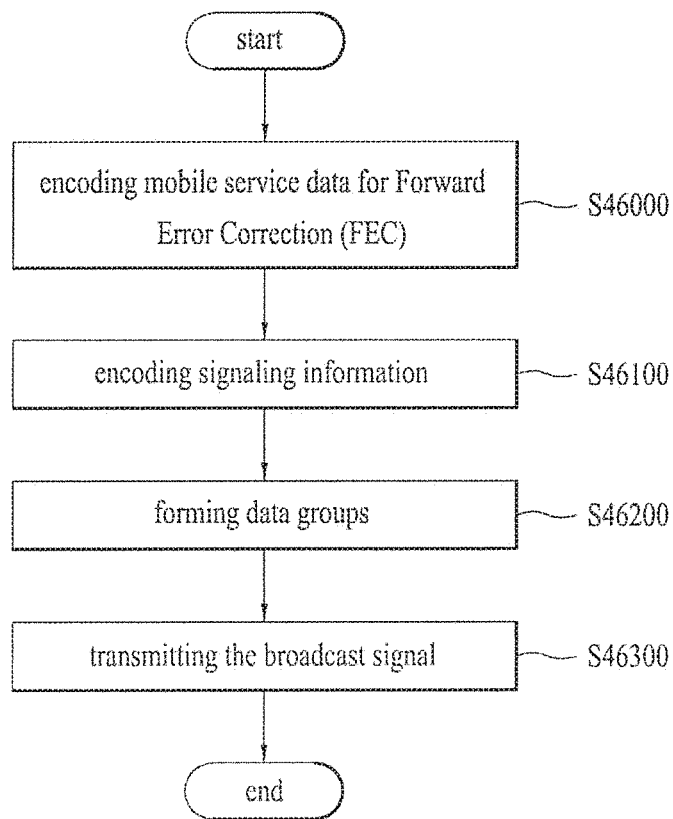 start
encoding mobile service data for Forward
Error Correction (FEC)
S46000
encoding signaling information
S46100
forming data groups
S46200
transmitting the broadcast signal
S46300
end